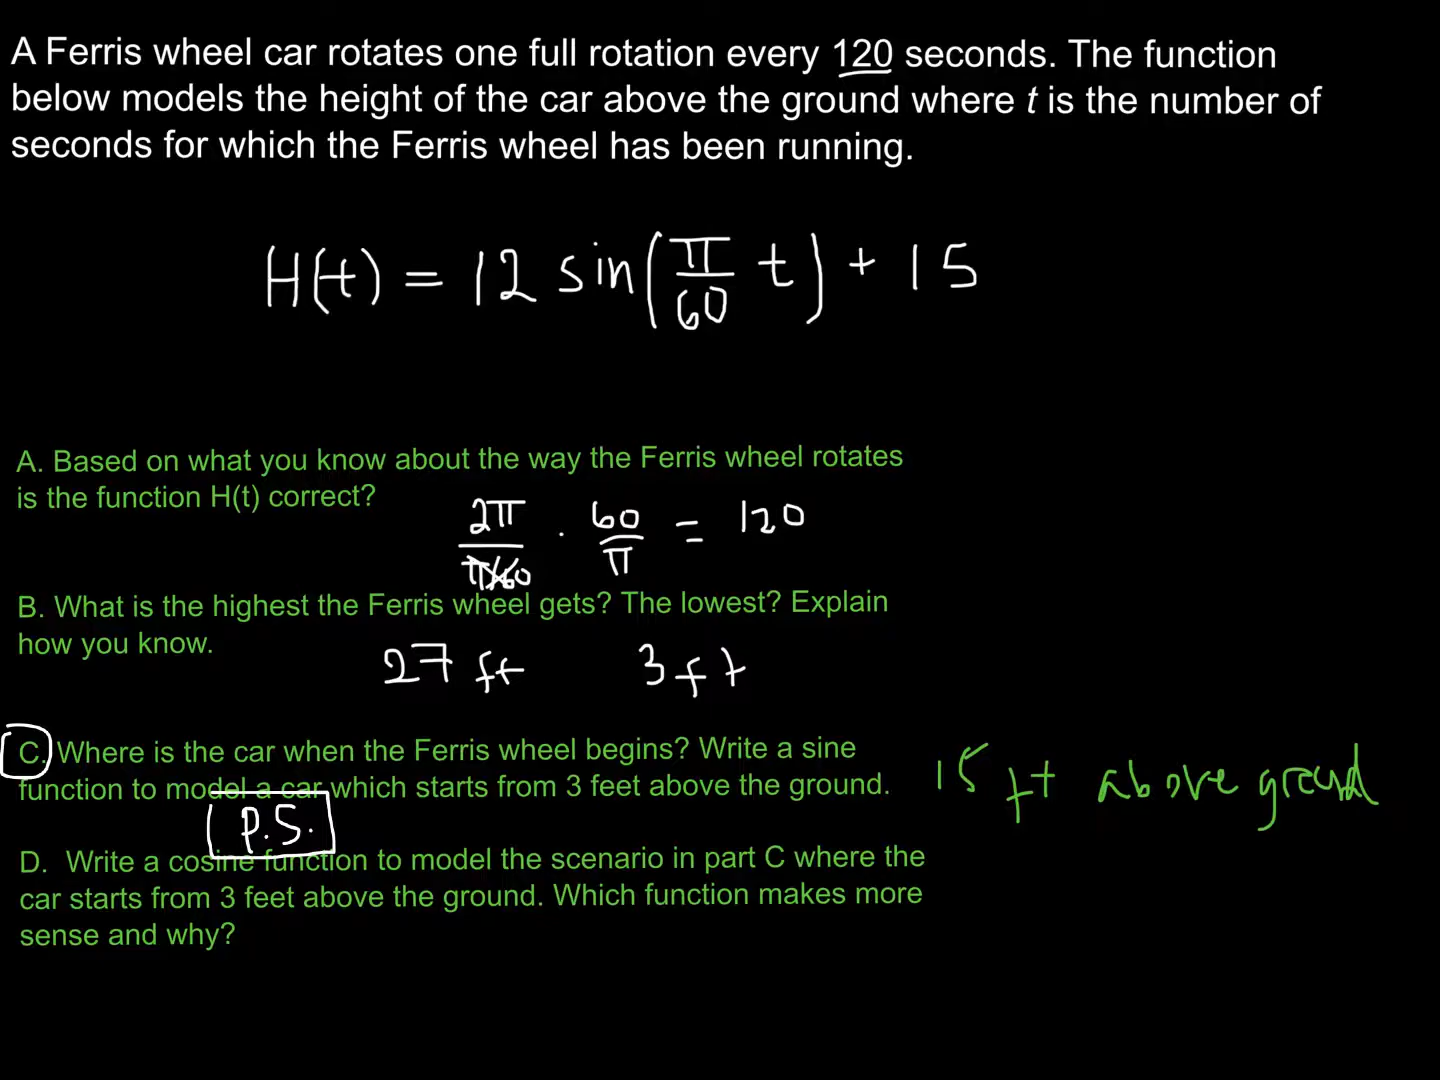 A Ferris wheel car rotates one full rotation every 120 seconds. The function
below models the height of the car above the ground where t is the number of
seconds for which the Ferris wheel has been running.
H(t) = 12 sin(π/60 t) + 15
A. Based on what you know about the way the Ferris wheel rotates
is the function H(t) correct?
2π/π/60 · 60/π = 120
B. What is the highest the Ferris wheel gets? The lowest? Explain
how you know.
27 ft 3 ft
C. Where is the car when the Ferris wheel begins? Write a sine
function to model a car which starts from 3 feet above the ground.
15 ft above ground
P.S.
D. Write a cosine function to model the scenario in part C where the
car starts from 3 feet above the ground. Which function makes more
sense and why?